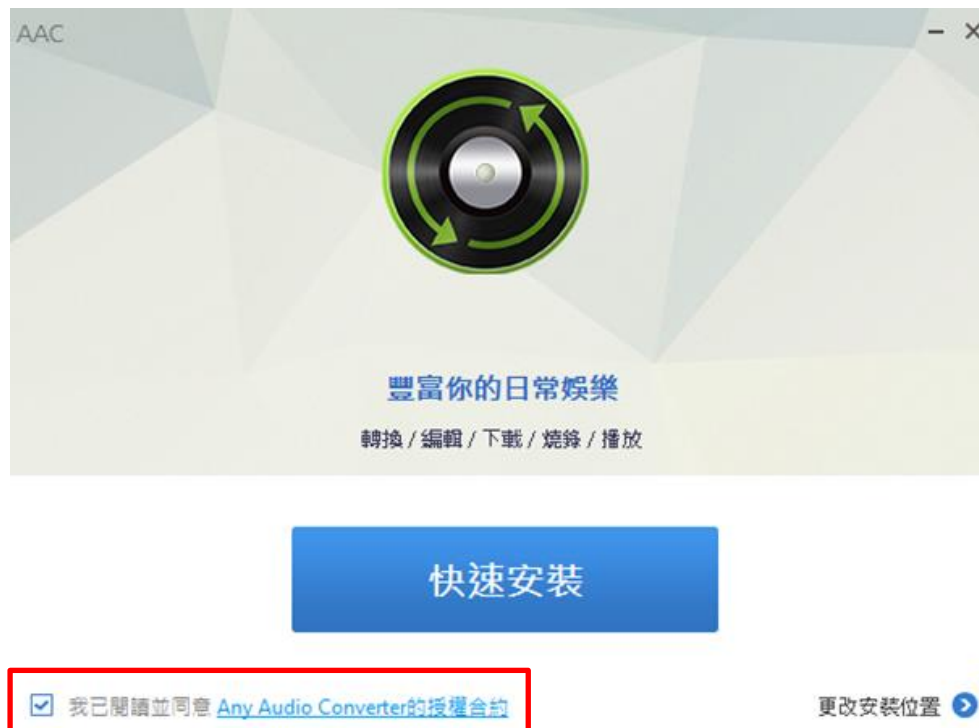 AAC
豐富你的日常娛樂
轉換 / 編輯 / 下載 / 燒錄 / 播放
快速安裝
我已閱讀並同意 Any Audio Converter的授權合約
更改安裝位置